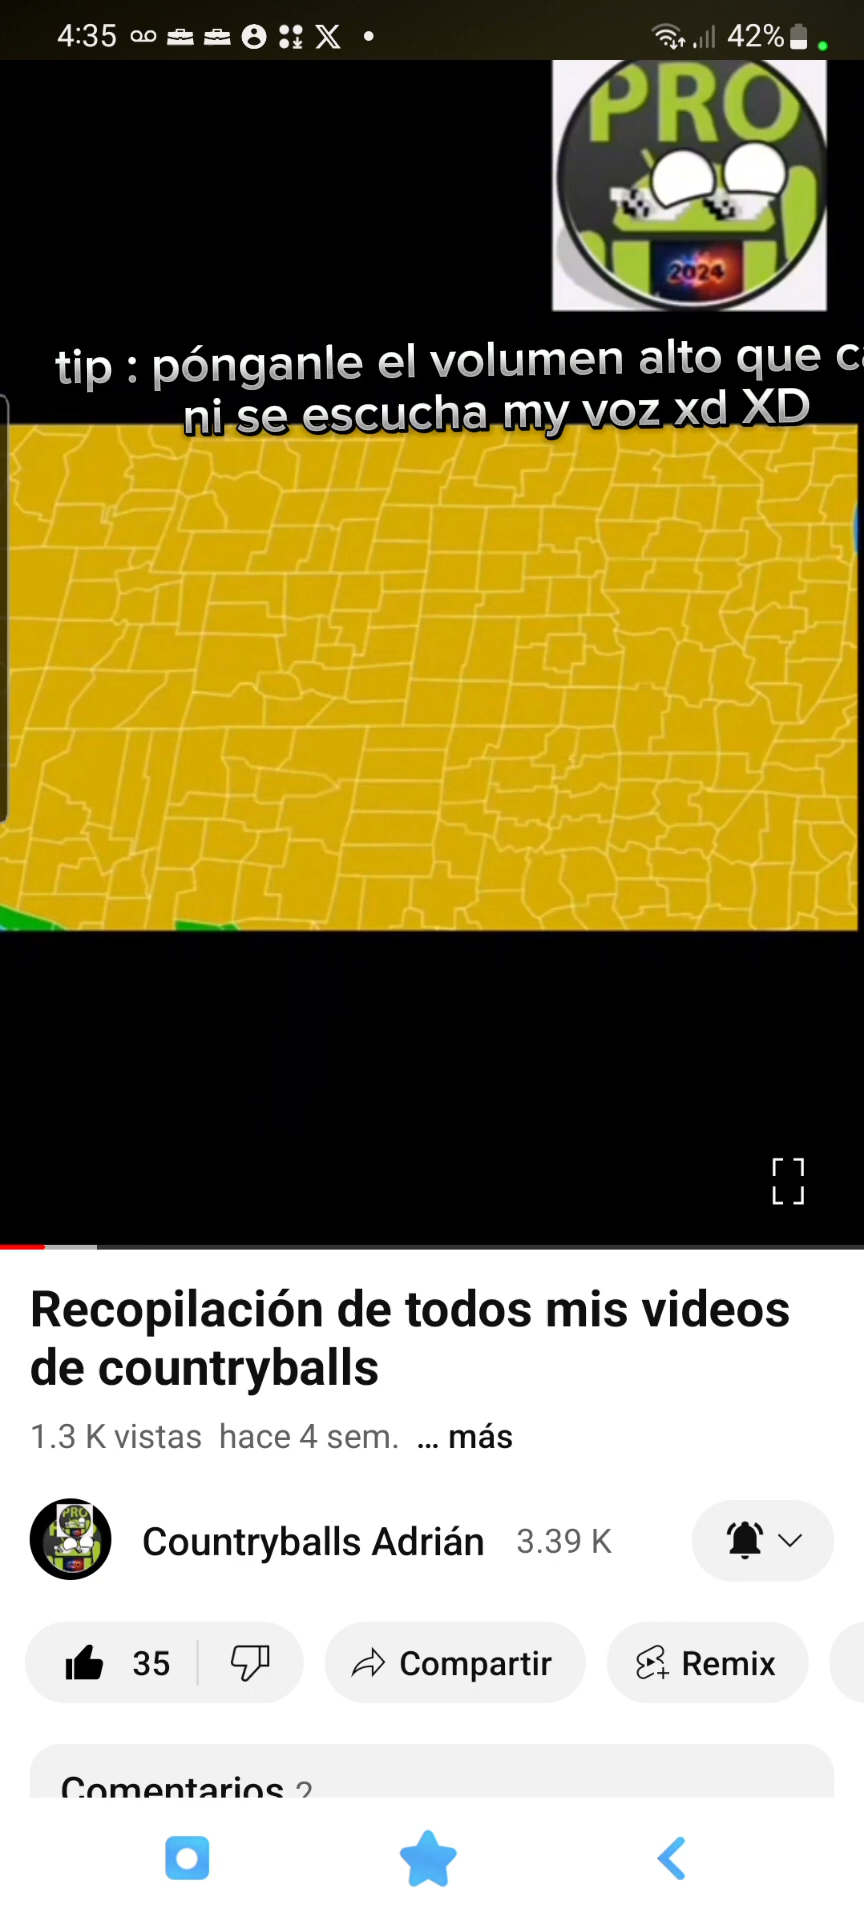 4:35
42%
PRO
2024
tip : pónganle el volumen alto que
ni se escucha my voz xd XD
Recopilación de todos mis videos
de countryballs
1.3 K vistas hace 4 sem. ... más
PRO
Countryballs Adrián 3.39 K
35 Compartir Remix
Comentarios 2